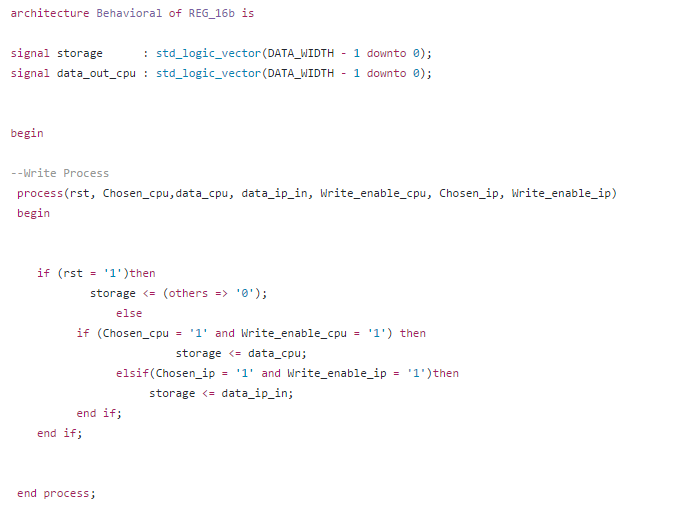 architecture Behavioral of REG_16b is
signal storage      : std_logic_vector(DATA_WIDTH - 1 downto 0);
signal data_out_cpu : std_logic_vector(DATA_WIDTH - 1 downto 0);
begin
--Write Process
process(rst, Chosen_cpu,data_cpu, data_ip_in, Write_enable_cpu, Chosen_ip, Write_enable_ip)
begin
if (rst = '1')then
storage <= (others => '0');
else
if (Chosen_cpu = '1' and Write_enable_cpu = '1') then
storage <= data_cpu;
elsif(Chosen_ip = '1' and Write_enable_ip = '1')then
storage <= data_ip_in;
end if;
end if;
end process;